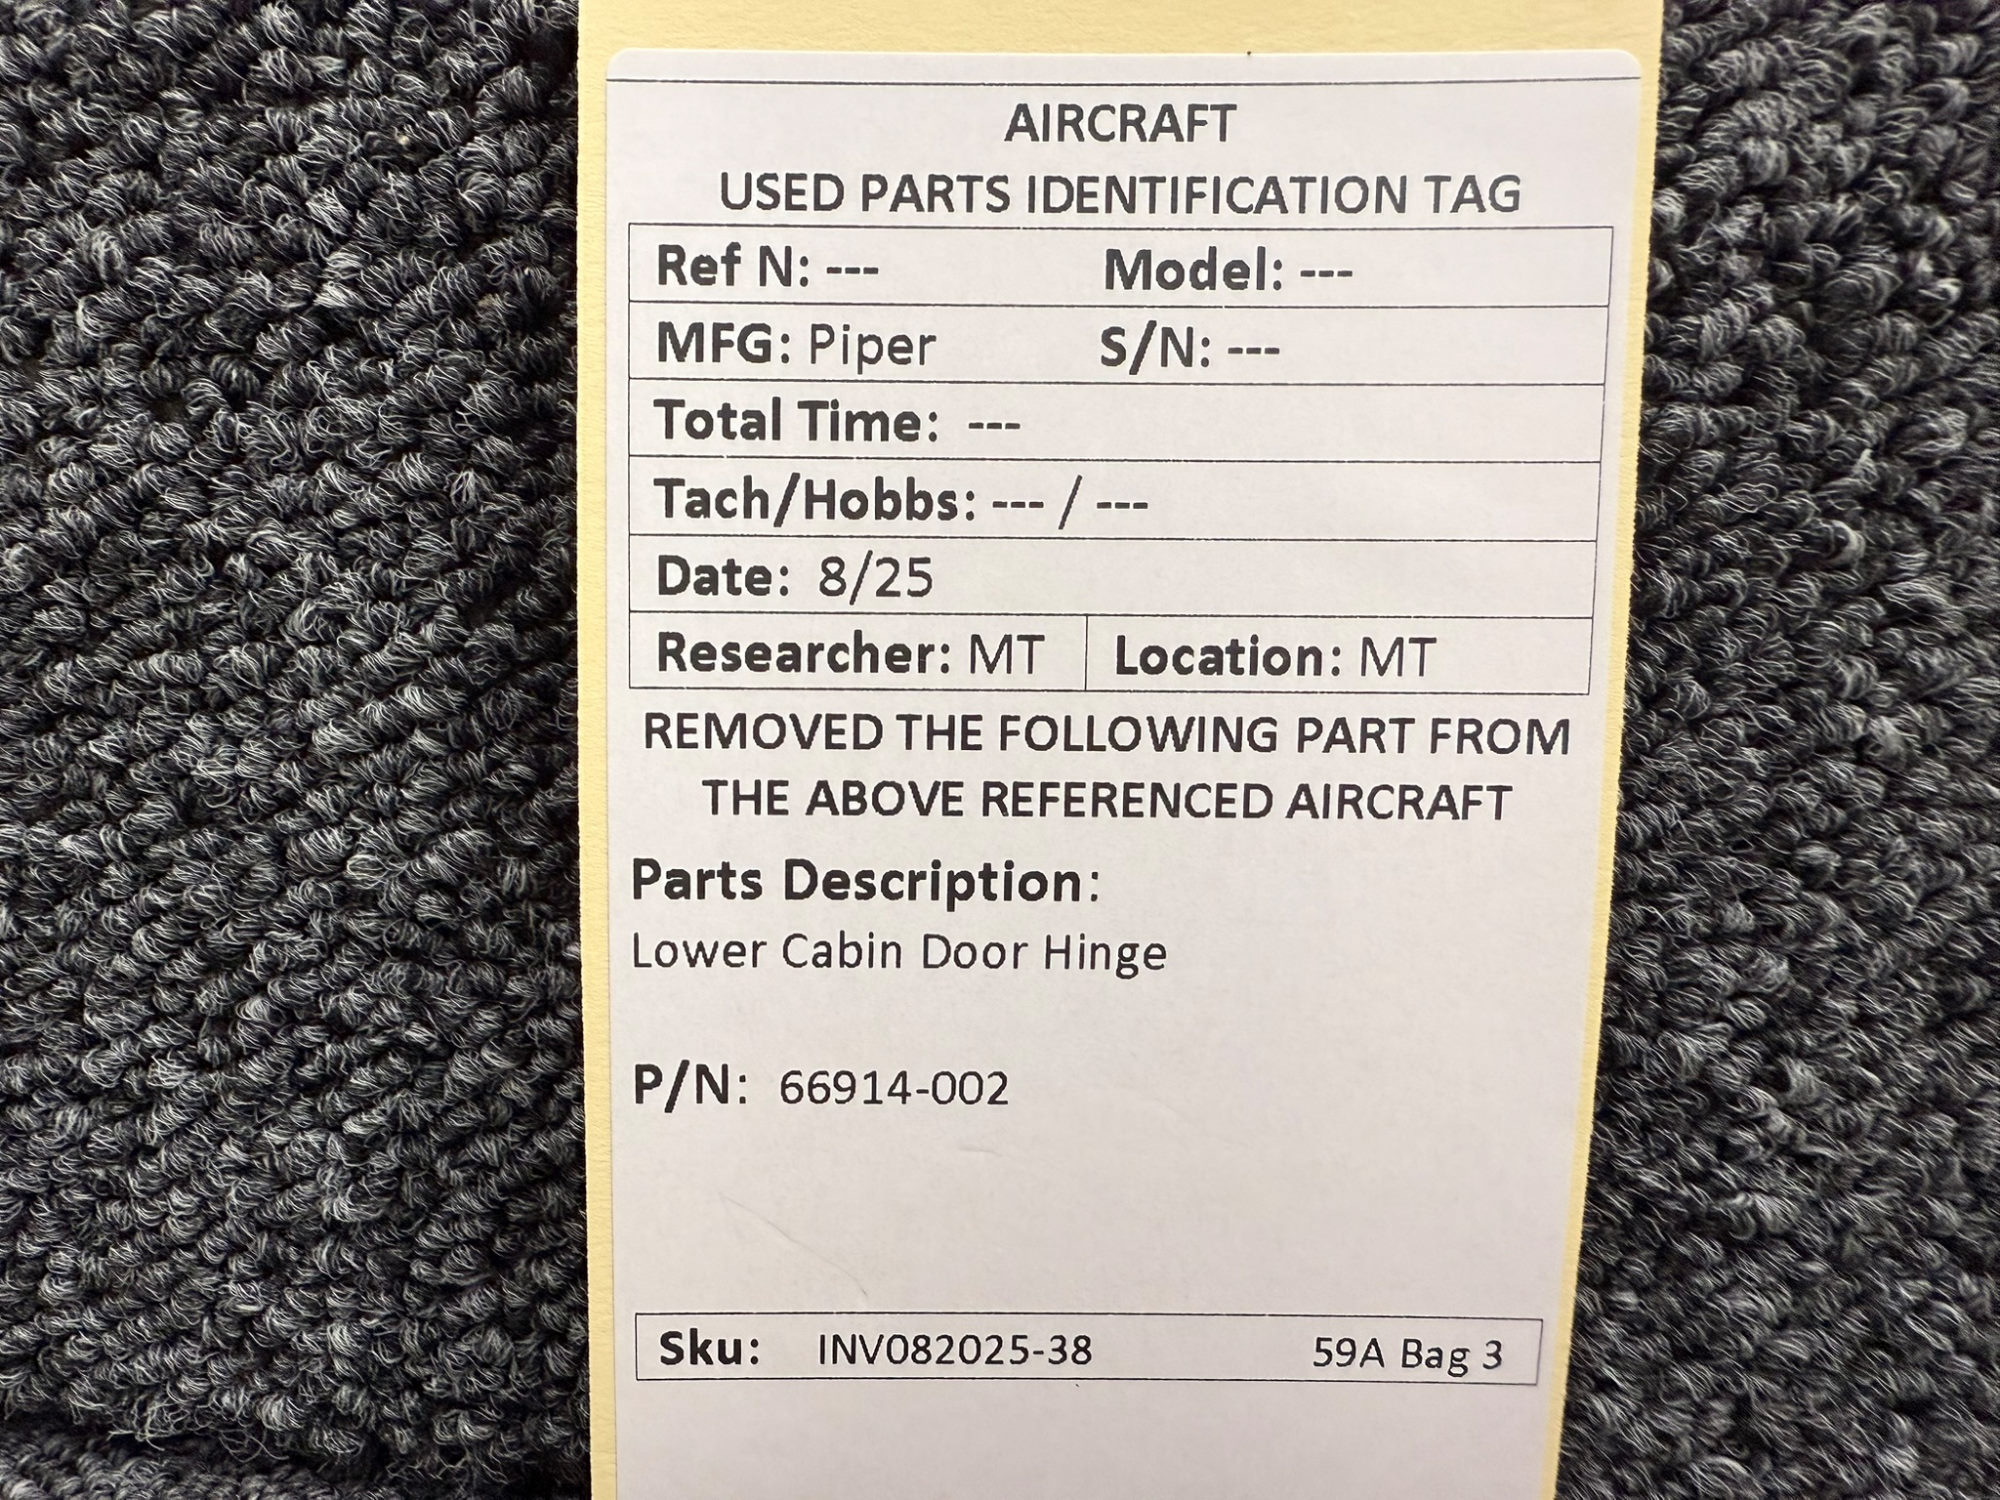 AIRCRAFT
USED PARTS IDENTIFICATION TAG
Ref N: --- Model: ---
MFG: Piper S/N: ---
Total Time: ---
Tach/Hobbs: --- / ---
Date: 8/25
Researcher: MT Location: MT
REMOVED THE FOLLOWING PART FROM
THE ABOVE REFERENCED AIRCRAFT
Parts Description:
Lower Cabin Door Hinge
P/N: 66914-002
Sku: INV082025-38 59A Bag 3